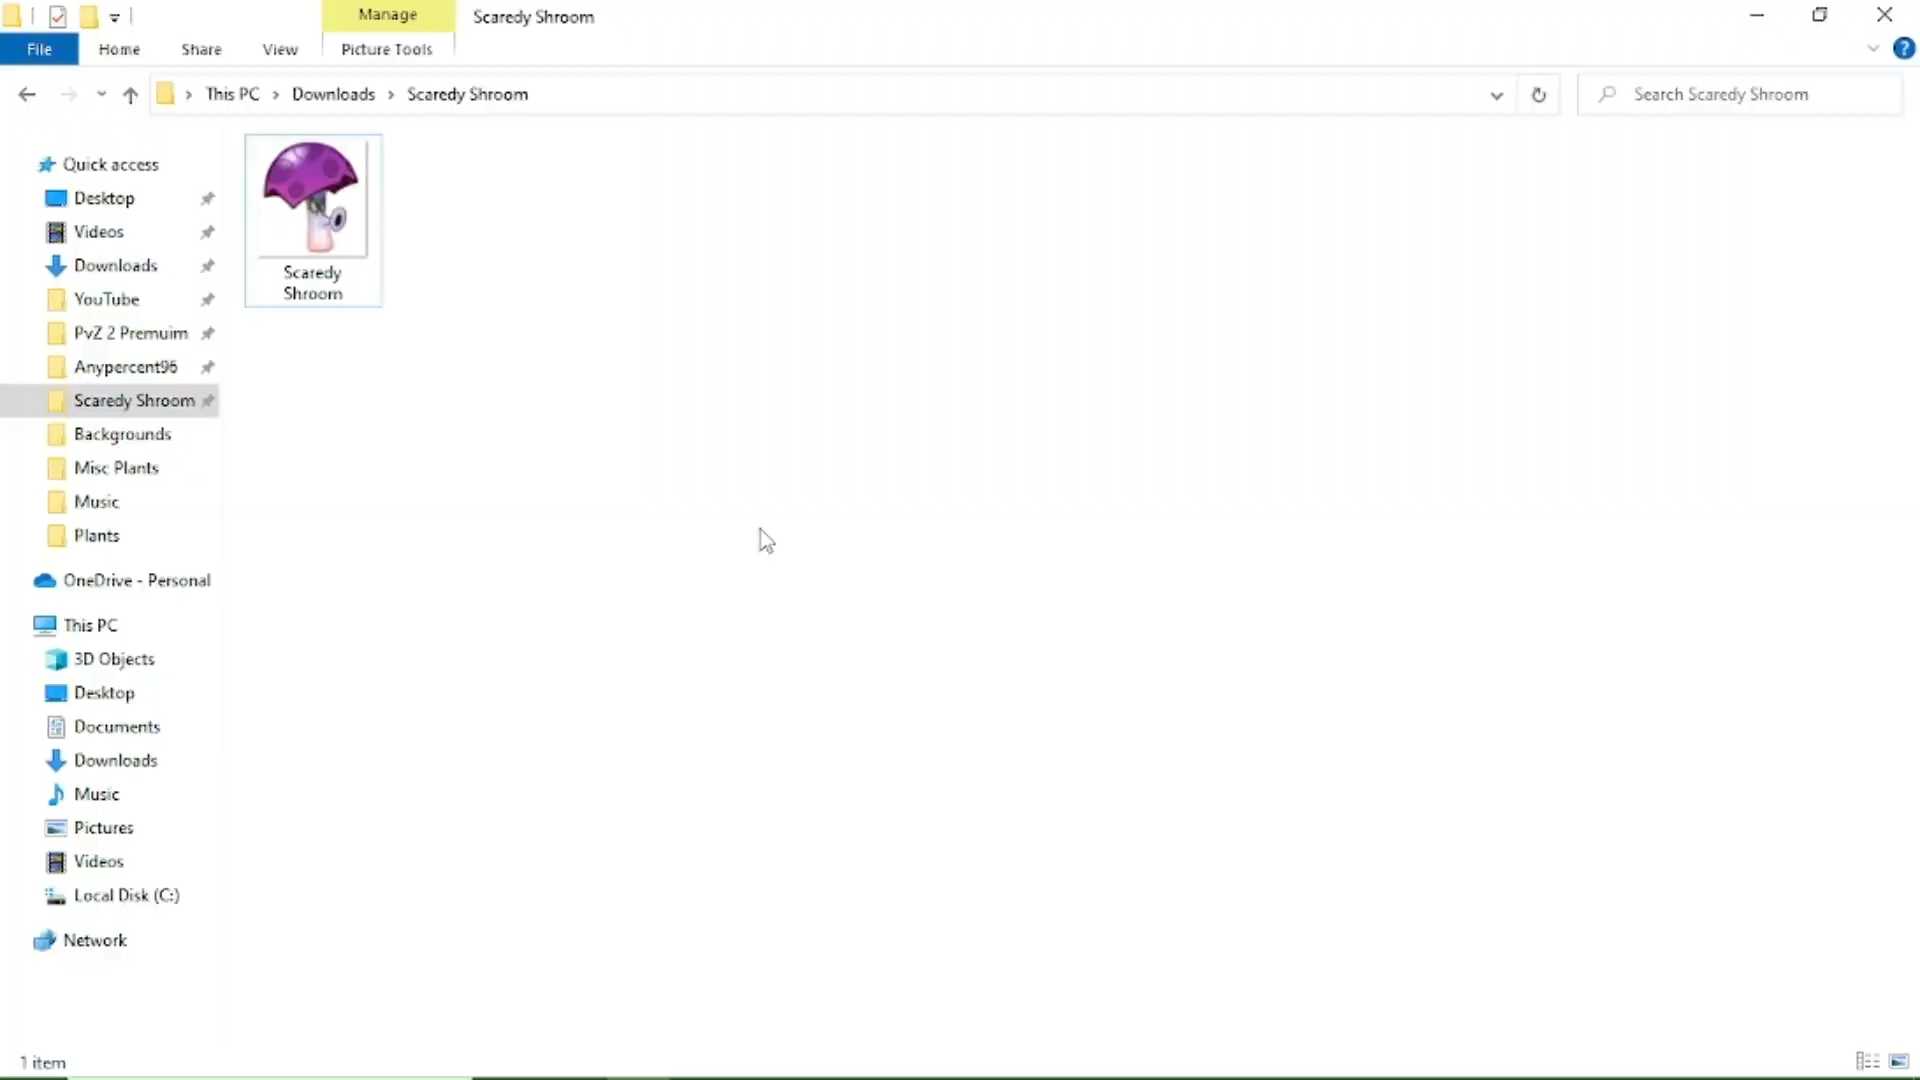 Manage
Scaredy Shroom
File
Home
Share
View
Picture Tools
This PC
Downloads
Scaredy Shroom
Search Scaredy Shroom
Quick access
Desktop
Videos
Downloads
YouTube
PvZ 2 Premuim
Anypercent96
Scaredy Shroom
Backgrounds
Misc Plants
Music
Plants
OneDrive - Personal
This PC
3D Objects
Desktop
Documents
Downloads
Music
Pictures
Videos
Local Disk (C:)
Network
Scaredy
Shroom
1 item